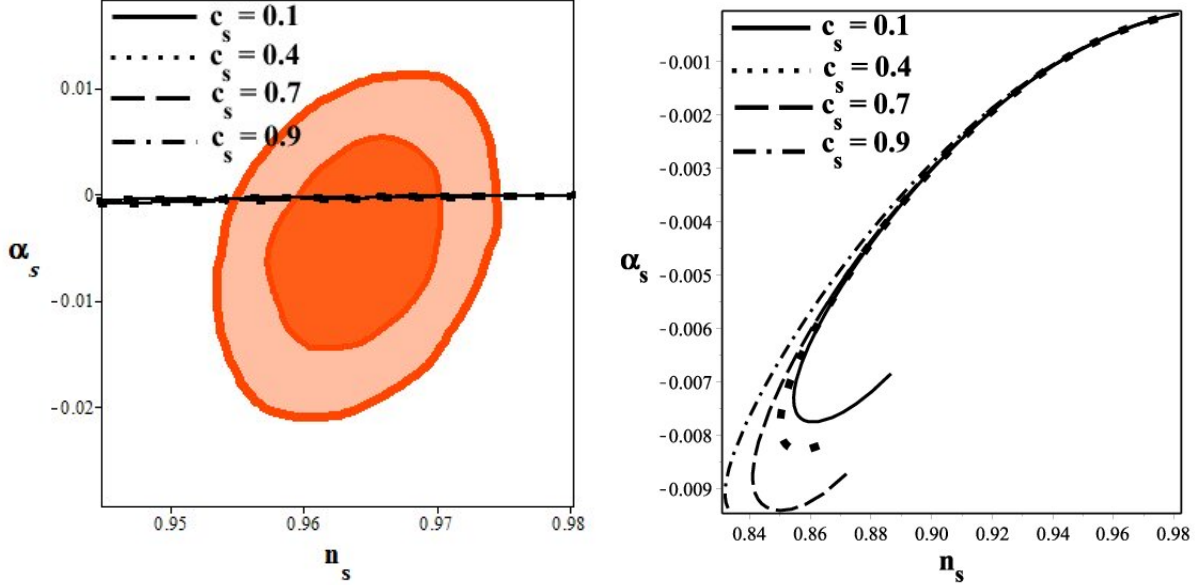 c_s = 0.1
c_s = 0.4
c_s = 0.7
c_s = 0.9
0.01
0
-0.01
-0.02
α_s
0.95
0.96
0.97
0.98
n_s
c_s = 0.1
c_s = 0.4
c_s = 0.7
c_s = 0.9
-0.001
-0.002
-0.003
-0.004
-0.005
-0.006
-0.007
-0.008
-0.009
α_s
0.84
0.86
0.88
0.90
0.92
0.94
0.96
0.98
n_s